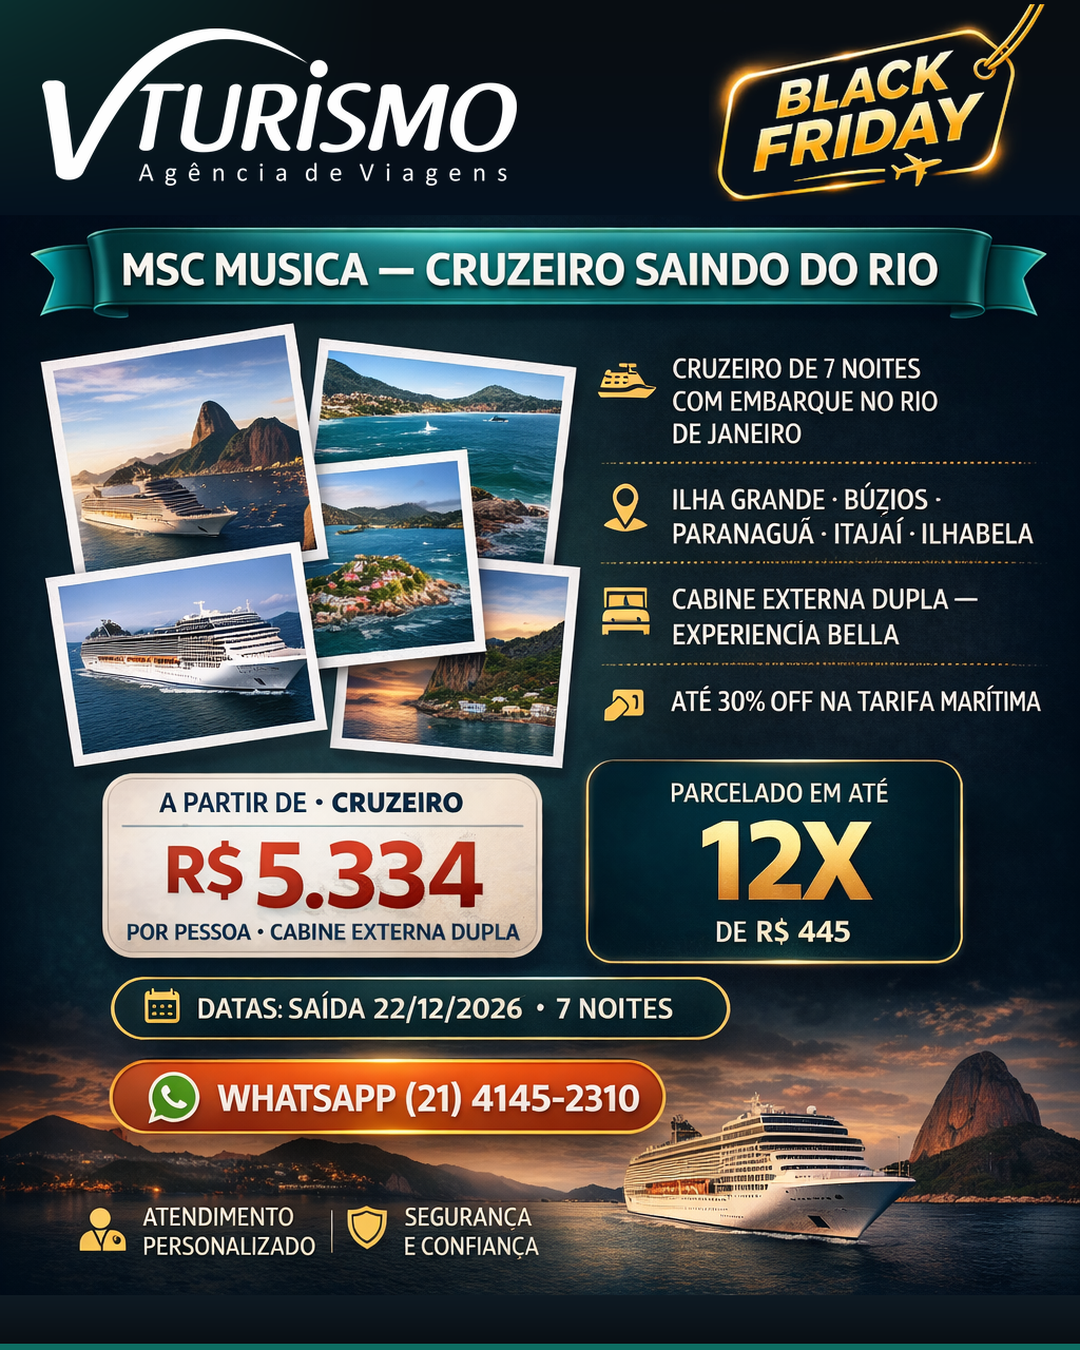 VTURISMO
Agência de Viagens
BLACK
FRIDAY
MSC MUSICA — CRUZEIRO SAINDO DO RIO
CRUZEIRO DE 7 NOITES
COM EMBARQUE NO RIO
DE JANEIRO
ILHA GRANDE · BÚZIOS ·
PARANAGUÃ · ITAJAÍ · ILHABELA
CABINE EXTERNA DUPLA —
EXPERIENCÍA BELLA
ATÉ 30% OFF NA TARIFA MARÍTIMA
A PARTIR DE • CRUZEIRO
R$ 5.334
POR PESSOA • CABINE EXTERNA DUPLA
PARCELADO EM ATÉ
12X
DE R$ 445
DATAS: SAÍDA 22/12/2026 • 7 NOITES
WHATSAPP (21) 4145-2310
ATENDIMENTO
PERSONALIZADO
SEGURANÇA
E CONFIANÇA